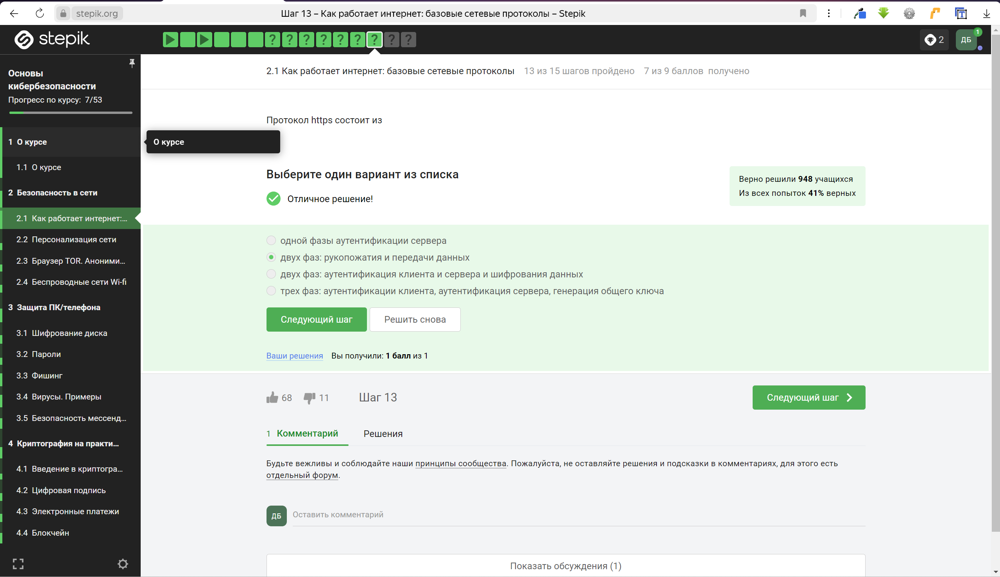 stepik.org
Шаг 13 – Как работает интернет: базовые сетевые протоколы – Stepik
stepik
? ? ? ? ? ? ? ? ?
2
ДБ
1
Основы
кибербезопасности
Прогресс по курсу: 7/53
1 О курсе
1.1 О курсе
2 Безопасность в сети
2.1 Как работает интернет:...
2.2 Персонализация сети
2.3 Браузер TOR. Аноними...
2.4 Беспроводные сети Wi-fi
3 Защита ПК/телефона
3.1 Шифрование диска
3.2 Пароли
3.3 Фишинг
3.4 Вирусы. Примеры
3.5 Безопасность мессенд...
4 Криптография на практи...
4.1 Введение в криптогра...
4.2 Цифровая подпись
4.3 Электронные платежи
4.4 Блокчейн
О курсе
2.1 Как работает интернет: базовые сетевые протоколы 13 из 15 шагов пройдено 7 из 9 баллов получено
Протокол https состоит из
Выберите один вариант из списка
Отличное решение!
Верно решили 948 учащихся
Из всех попыток 41% верных
одной фазы аутентификации сервера
двух фаз: рукопожатия и передачи данных
двух фаз: аутентификация клиента и сервера и шифрования данных
трех фаз: аутентификации клиента, аутентификация сервера, генерация общего ключа
Следующий шаг
Решить снова
Ваши решения Вы получили: 1 балл из 1
68 11 Шаг 13
Следующий шаг
1 Комментарий Решения
Будьте вежливы и соблюдайте наши принципы сообщества. Пожалуйста, не оставляйте решения и подсказки в комментариях, для этого есть
отдельный форум.
ДБ
Оставить комментарий
Показать обсуждения (1)